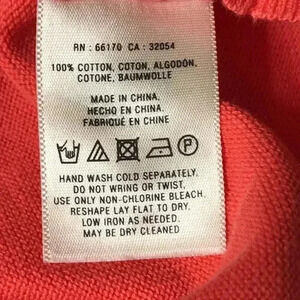 RN : 66170 CA : 32054
100% COTTON, COTON, ALGODÓN,
COTONE, BAUMWOLLE
MADE IN CHINA,
HECHO EN CHINA,
FABRIQUÉ EN CHINE
P
HAND WASH COLD SEPARATELY.
DO NOT WRING OR TWIST,
USE ONLY NON-CHLORINE BLEACH.
RESHAPE LAY FLAT TO DRY.
LOW IRON AS NEEDED.
MAY BE DRY CLEANED